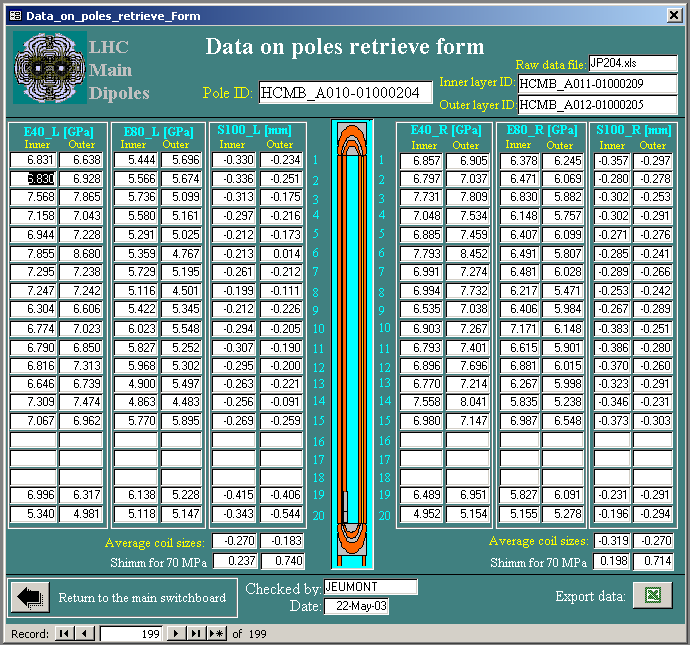 Data_on_poles_retrieve_Form
LHC Main Dipoles
Data on poles retrieve form
Raw data file: JP204.xls
Pole ID: HCMB_A010-01000204
Inner layer ID: HCMB_A011-01000209
Outer layer ID: HCMB_A012-01000205
E40_L [GPa] E80_L [GPa] S100_L [mm] E40_R [GPa] E80_R [GPa] S100_R [mm]
Inner Outer Inner Outer Inner Outer Inner Outer Inner Outer Inner Outer
6.831 6.638 5.444 5.696 -0.330 -0.234 1 1 6.857 6.905 6.378 6.245 -0.357 -0.297
6.830 6.928 5.566 5.674 -0.336 -0.251 2 2 6.797 7.037 6.471 6.069 -0.280 -0.278
7.568 7.865 5.736 5.099 -0.313 -0.175 3 3 7.731 7.809 6.830 5.882 -0.302 -0.253
7.158 7.043 5.580 5.161 -0.297 -0.216 4 4 7.048 7.534 6.148 5.757 -0.302 -0.291
6.944 7.228 5.291 5.025 -0.212 -0.173 5 5 6.885 7.459 6.407 6.099 -0.271 -0.276
7.855 8.680 5.359 4.767 -0.213 0.014 6 6 7.793 8.452 6.491 5.807 -0.285 -0.241
7.295 7.238 5.729 5.195 -0.261 -0.212 7 7 6.991 7.274 6.481 6.028 -0.289 -0.266
7.247 7.242 5.116 4.501 -0.199 -0.111 8 8 6.994 7.732 6.217 5.471 -0.253 -0.242
6.304 6.606 5.422 5.345 -0.212 -0.226 9 9 6.535 7.038 6.406 5.984 -0.267 -0.289
6.774 7.023 6.023 5.548 -0.294 -0.205 10 10 6.903 7.267 7.171 6.148 -0.383 -0.251
6.790 6.850 5.827 5.252 -0.307 -0.190 11 11 6.793 7.401 6.615 5.901 -0.386 -0.280
6.816 7.313 5.968 5.302 -0.295 -0.200 12 12 6.896 7.696 6.881 6.015 -0.370 -0.260
6.646 6.739 4.900 5.497 -0.263 -0.221 13 13 6.770 7.214 6.267 5.998 -0.323 -0.291
7.309 7.474 4.863 4.483 -0.256 -0.091 14 14 7.558 8.041 5.835 5.238 -0.346 -0.231
7.067 6.962 5.770 5.895 -0.269 -0.259 15 15 6.980 7.147 6.987 6.548 -0.373 -0.303
16 16
17 17
18 18
6.996 6.317 6.138 5.228 -0.415 -0.406 19 19 6.489 6.951 5.827 6.091 -0.231 -0.291
5.340 4.981 5.118 5.147 -0.343 -0.544 20 20 4.952 5.154 5.155 5.278 -0.196 -0.294
Average coil sizes: -0.270 -0.183 Average coil sizes: -0.319 -0.270
Shimm for 70 MPa 0.237 0.740 Shimm for 70 MPa 0.198 0.714
Return to the main switchboard
Checked by: JEUMONT
Date: 22-May-03
Export data:
Record: 199 of 199